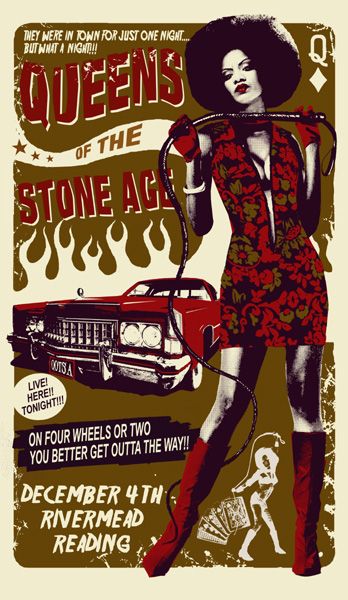 THEY WERE IN TOWN FOR JUST ONE NIGHT....
BUT WHAT A NIGHT!!!
Q
QUEENS
OF THE
STONE AGE
QOTSA
LIVE!
HERE!!
TONIGHT!!!
ON FOUR WHEELS OR TWO
YOU BETTER GET OUTTA THE WAY!!
DECEMBER 4TH
RIVERMEAD
READING